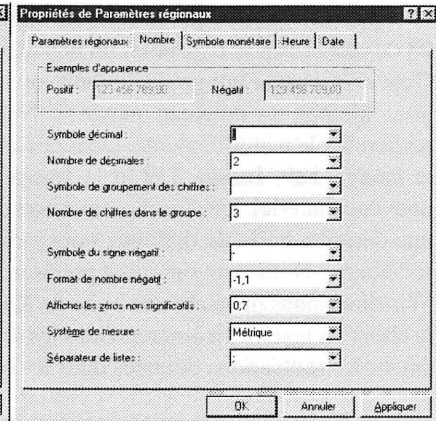 Propriétés de Paramètres régionaux
Paramètres régionaux Nombre Symbole monétaire Heure Date
Exemples d'apparence
Positif : 123 456 789,00 Négatif : -123 456 789,00
Symbole décimal :
Nombre de décimales : 2
Symbole de groupement des chiffres :
Nombre de chiffres dans le groupe : 3
Symbole du signe négatif : -
Format de nombre négatif : -1,1
Afficher les zéros non significatifs : 0,7
Système de mesure : Métrique
Séparateur de listes : ;
OK Annuler Appliquer